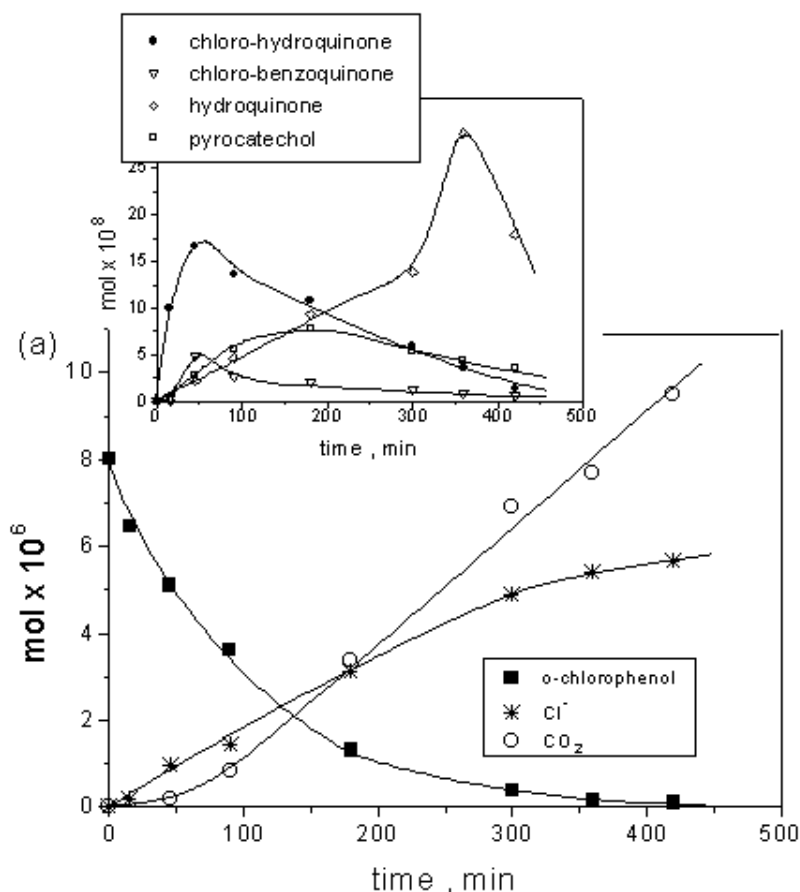 chloro-hydroquinone
chloro-benzoquinone
hydroquinone
pyrocatechol
25
20
15
10
5
0
mol x 10⁸
0 100 200 300 400 500
time , min
(a)
10
8
6
4
2
0
mol x 10⁶
o-chlorophenol
Cl⁻
CO₂
0 100 200 300 400 500
time , min